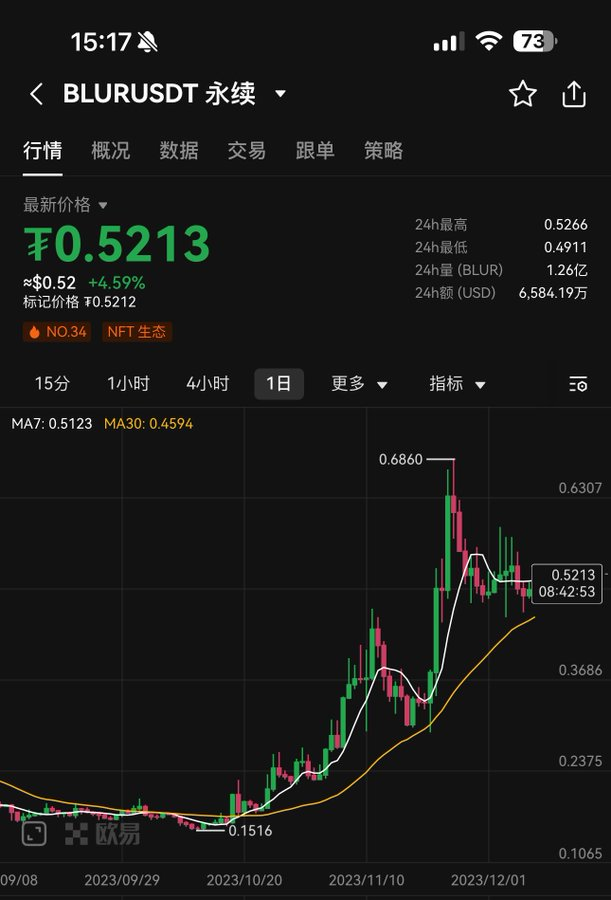 15:17
73
BLURUSDT 永续
行情 概况 数据 交易 跟单 策略
最新价格
₮0.5213
≈$0.52 +4.59%
标记价格 ₮0.5212
NO.34 NFT 生态
24h最高 0.5266
24h最低 0.4911
24h量 (BLUR) 1.26亿
24h额 (USD) 6,584.19万
15分 1小时 4小时 1日 更多 指标
MA7: 0.5123 MA30: 0.4594
0.6860
0.6307
0.5213
08:42:53
0.3686
0.2375
0.1516
欧易
0.1065
09/08 2023/09/29 2023/10/20 2023/11/10 2023/12/01